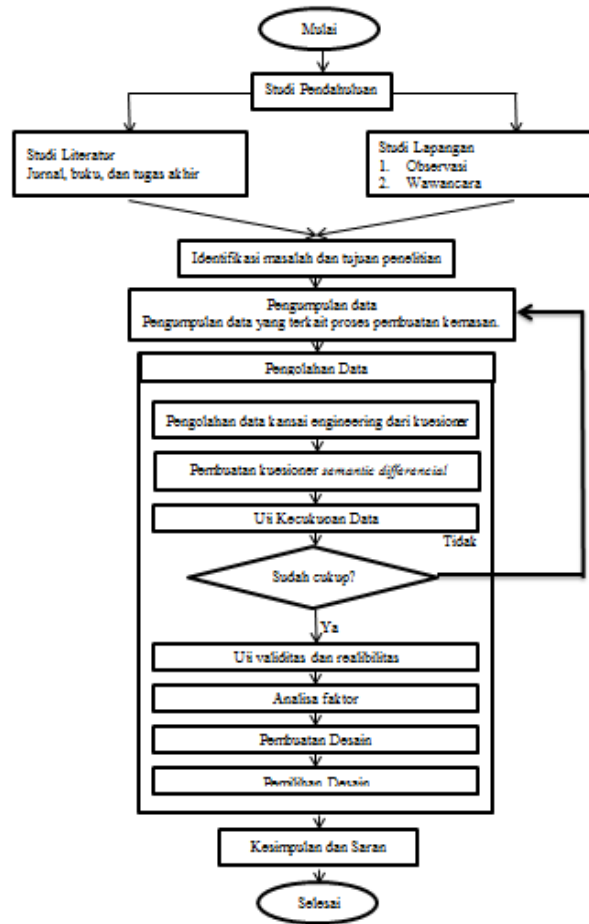 Mulai
Studi Pendahuluan
Studi Literatur
Jurnal, buku, dan tugas akhir
Studi Lapangan
1. Observasi
2. Wawancara
Identifikasi masalah dan tujuan penelitian
Pengumpulan data
Pengumpulan data yang terkait proses pembuatan kemasan.
Pengolahan Data
Pengolahan data kansai engineering dari kuesioner
Pembuatan kuesioner semantic differencial
Uji Kecukupan Data
Tidak
Sudah cukup?
Ya
Uji validitas dan realibilitas
Analisa faktor
Pembuatan Desain
Pemilihan Desain
Kesimpulan dan Saran
Selesai